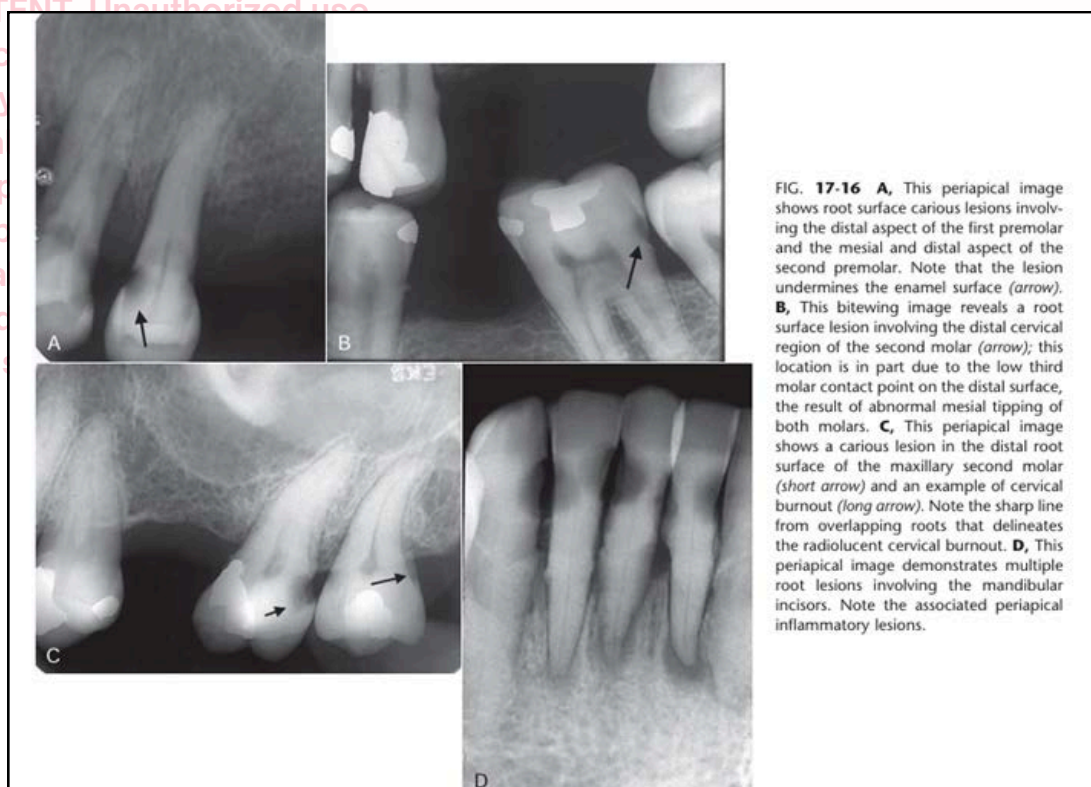 TENT. Unauthorized use
A
B
FIG. 17-16 A, This periapical image
shows root surface carious lesions involv-
ing the distal aspect of the first premolar
and the mesial and distal aspect of the
second premolar. Note that the lesion
undermines the enamel surface (arrow).
B, This bitewing image reveals a root
surface lesion involving the distal cervical
region of the second molar (arrow); this
location is in part due to the low third
molar contact point on the distal surface,
the result of abnormal mesial tipping of
both molars. C, This periapical image
shows a carious lesion in the distal root
surface of the maxillary second molar
(short arrow) and an example of cervical
burnout (long arrow). Note the sharp line
from overlapping roots that delineates
the radiolucent cervical burnout. D, This
periapical image demonstrates multiple
root lesions involving the mandibular
incisors. Note the associated periapical
inflammatory lesions.
C
D